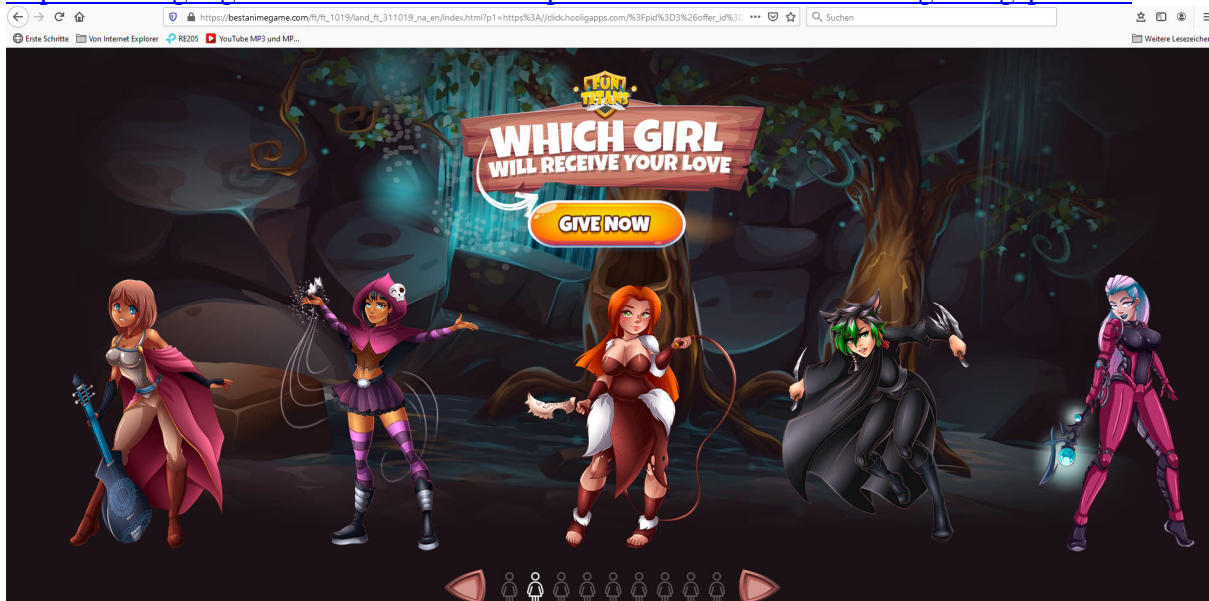 https://bestanimegame.com/ft/ft_1019/land_ft_311019_na_en/index.html?p1=https%3A//click.hooligapps.com/%3Fpid%3D3%26offer_id%3D
Suchen
Erste Schritte
Von Internet Explorer
RE205
YouTube MP3 und MP...
Weitere Lesezeichen
FUN
TITANS
WHICH GIRL
WILL RECEIVE YOUR LOVE
GIVE NOW